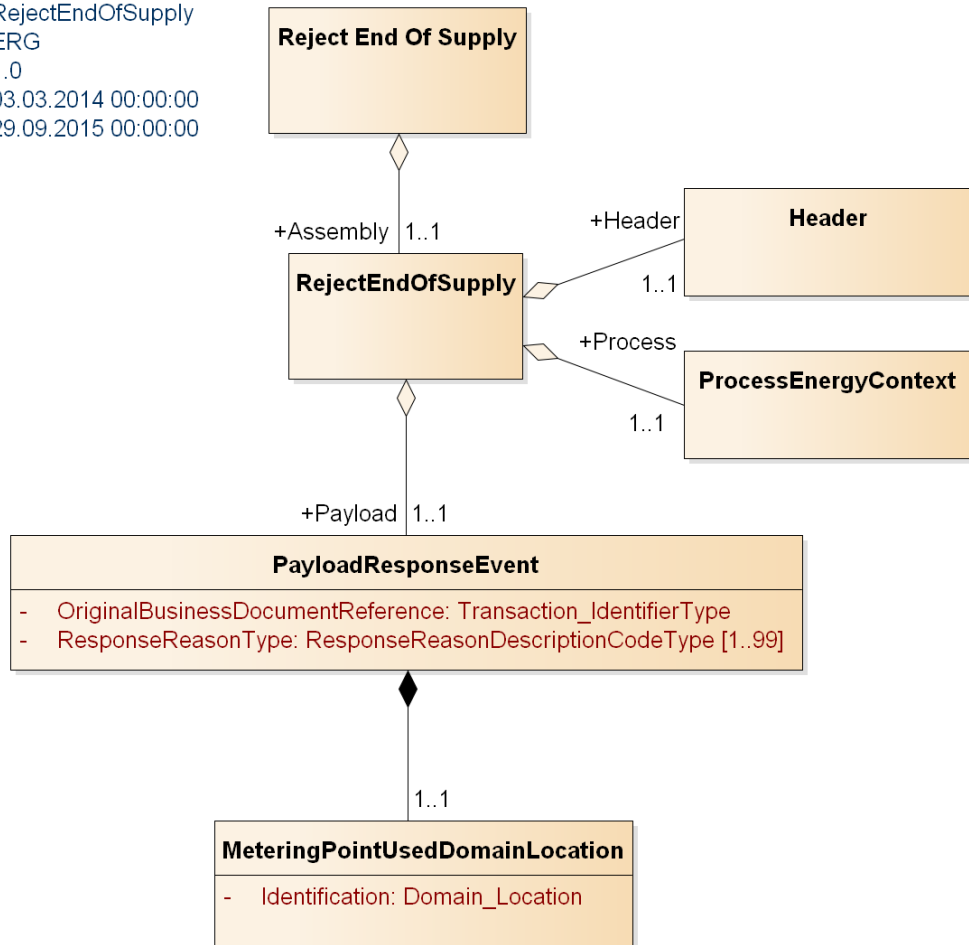 RejectEndOfSupply
ERG
.0
03.03.2014 00:00:00
29.09.2015 00:00:00
Reject End Of Supply
+Assembly 1..1
RejectEndOfSupply
+Header
1..1
Header
+Process
1..1
ProcessEnergyContext
+Payload 1..1
PayloadResponseEvent
- OriginalBusinessDocumentReference: Transaction_IdentifierType
- ResponseReasonType: ResponseReasonDescriptionCodeType [1..99]
1..1
MeteringPointUsedDomainLocation
- Identification: Domain_Location